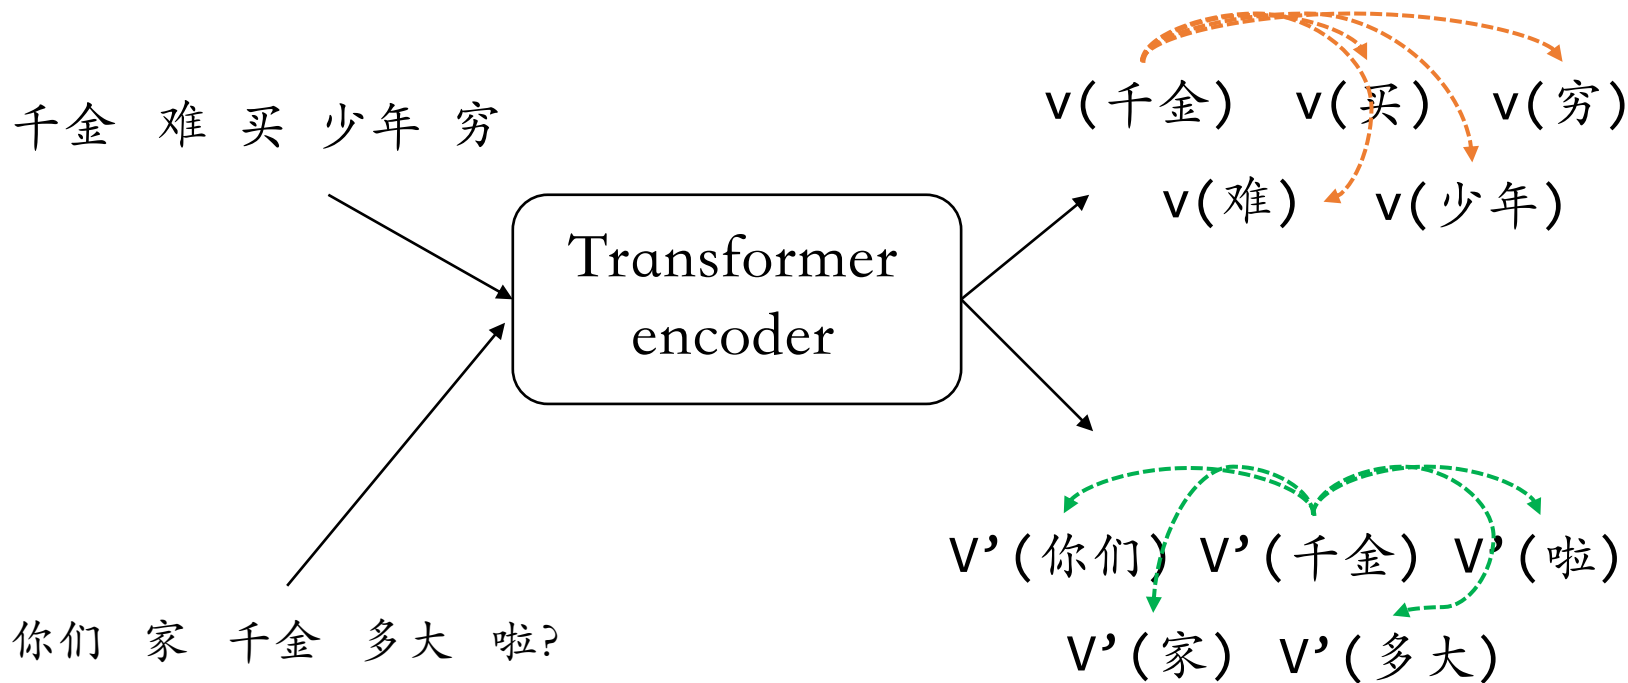 千金 难 买 少年 穷
Transformer
encoder
v(千金) v(买) v(穷)
v(难) v(少年)
你们 家 千金 多大 啦?
V’(你们) V’(千金) V’(啦)
V’(家) V’(多大)